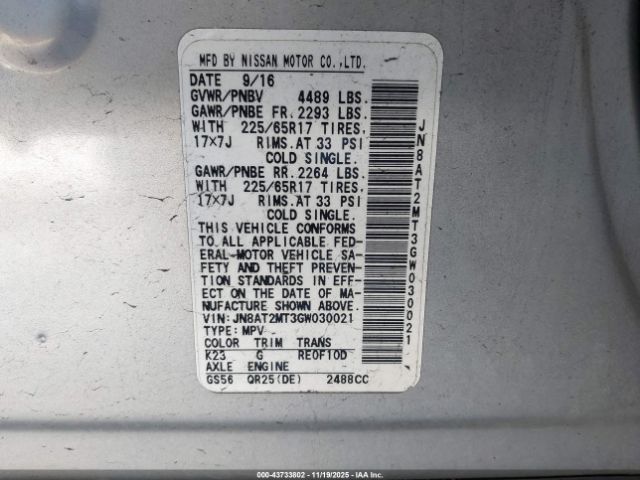 MFD BY NISSAN MOTOR CO.,LTD.
DATE 9/16
GVWR/PNBV 4489 LBS.
GAWR/PNBE FR. 2293 LBS.
WITH 225/65R17 TIRES,
17×7J RIMS.AT 33 PSI
COLD SINGLE.
GAWR/PNBE RR. 2264 LBS.
WITH 225/65R17 TIRES,
17×7J RIMS.AT 33 PSI
COLD SINGLE.
THIS VEHICLE CONFORMS
TO ALL APPLICABLE FED-
ERAL-MOTOR VEHICLE SA-
FETY AND THEFT PREVEN-
TION STANDARDS IN EFF-
ECT ON THE DATE OF MA-
NUFACTURE SHOWN ABOVE.
VIN:JN8AT2MT3GW030021
TYPE:MPV
COLOR TRIM TRANS
K23 G RE0F10D
AXLE ENGINE
GS56 QR25(DE) 2488CC
JN8AT2MT3GW030021
000-43733802 - 11/19/2025 - IAAI.COM